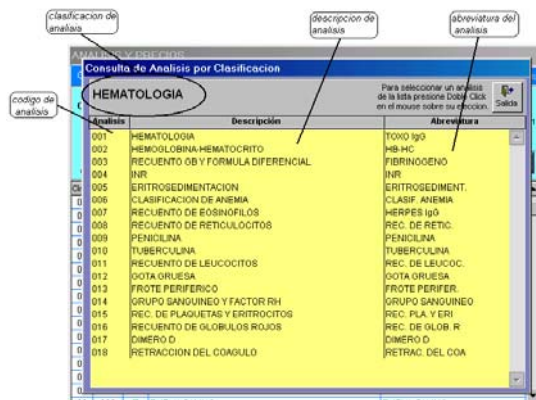 clasificacion de
analisis
descripcion de
analisis
abreviatura del
analisis
codigo de
analisis
ANALISIS Y PRECIOS
Consulta de Analisis por Clasificacion
HEMATOLOGIA
Para seleccionar un analisis
de la lista presione Doble Click
en el mouse sobre su eleccion.
Salida
Analisis Descripción Abreviatura
001 HEMATOLOGIA TOXO IgG
002 HEMOGLOBINA-HEMATOCRITO HB-HC
003 RECUENTO GB Y FORMULA DIFERENCIAL FIBRINOGENO
004 INR INR
005 ERITROSEDIMENTACION ERITROSEDIMENT.
006 CLASIFICACION DE ANEMIA CLASIF. ANEMIA
007 RECUENTO DE EOSINOFILOS HERPES IgG
008 RECUENTO DE RETICULOCITOS REC. DE RETIC.
009 PENICILINA PENICILINA
010 TUBERCULINA TUBERCULINA
011 RECUENTO DE LEUCOCITOS REC. DE LEUCOC.
012 GOTA GRUESA GOTA GRUESA
013 FROTE PERIFERICO FROTE PERIFER.
014 GRUPO SANGUINEO Y FACTOR RH GRUPO SANGUINEO
015 REC. DE PLAQUETAS Y ERITROCITOS REC. PLA. Y ERI
016 RECUENTO DE GLOBULOS ROJOS REC. DE GLOB. R
017 DIMERO D DIMERO D
018 RETRACCION DEL COAGULO RETRAC. DEL COA